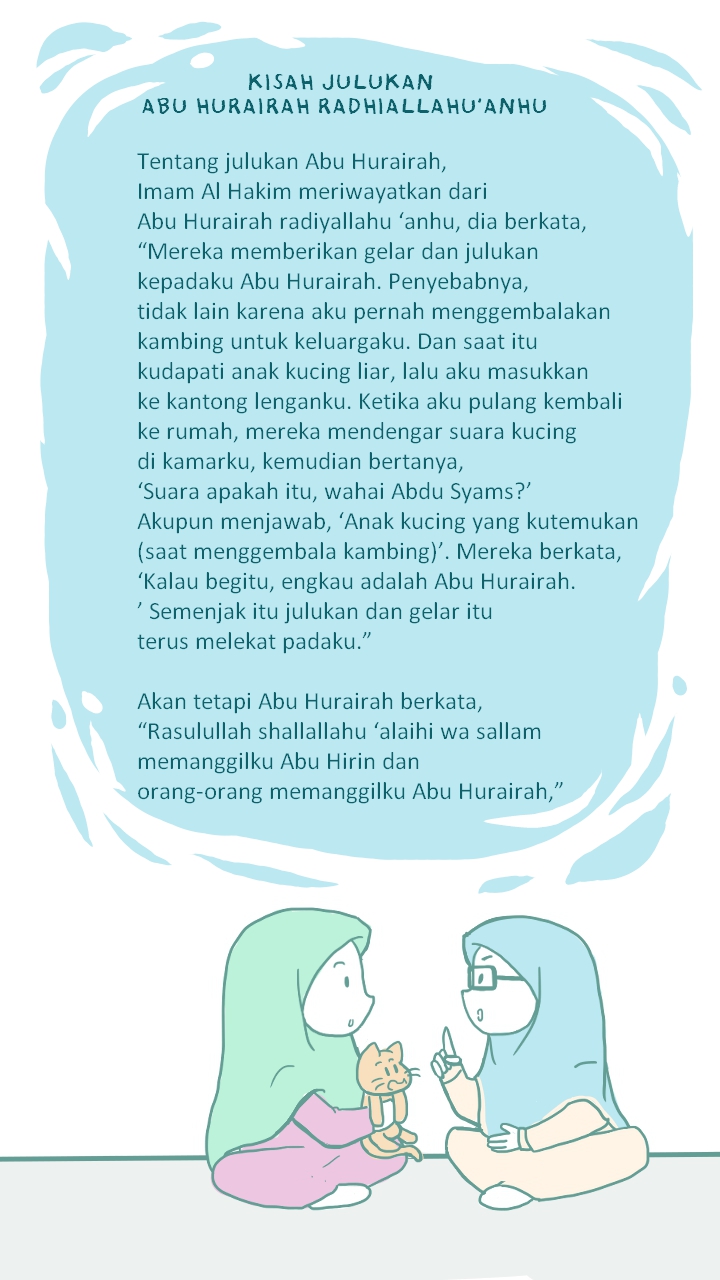 KISAH JULUKAN
ABU HURAIRAH RADHIALLAHU'ANHU
Tentang julukan Abu Hurairah,
Imam Al Hakim meriwayatkan dari
Abu Hurairah radiyallahu ‘anhu, dia berkata,
“Mereka memberikan gelar dan julukan
kepadaku Abu Hurairah. Penyebabnya,
tidak lain karena aku pernah menggembalakan
kambing untuk keluargaku. Dan saat itu
kudapati anak kucing liar, lalu aku masukkan
ke kantong lenganku. Ketika aku pulang kembali
ke rumah, mereka mendengar suara kucing
di kamarku, kemudian bertanya,
‘Suara apakah itu, wahai Abdu Syams?’
Akupun menjawab, ‘Anak kucing yang kutemukan
(saat menggembala kambing)’. Mereka berkata,
‘Kalau begitu, engkau adalah Abu Hurairah.
’ Semenjak itu julukan dan gelar itu
terus melekat padaku.”
Akan tetapi Abu Hurairah berkata,
“Rasulullah shallallahu ‘alaihi wa sallam
memanggilku Abu Hirin dan
orang-orang memanggilku Abu Hurairah,”